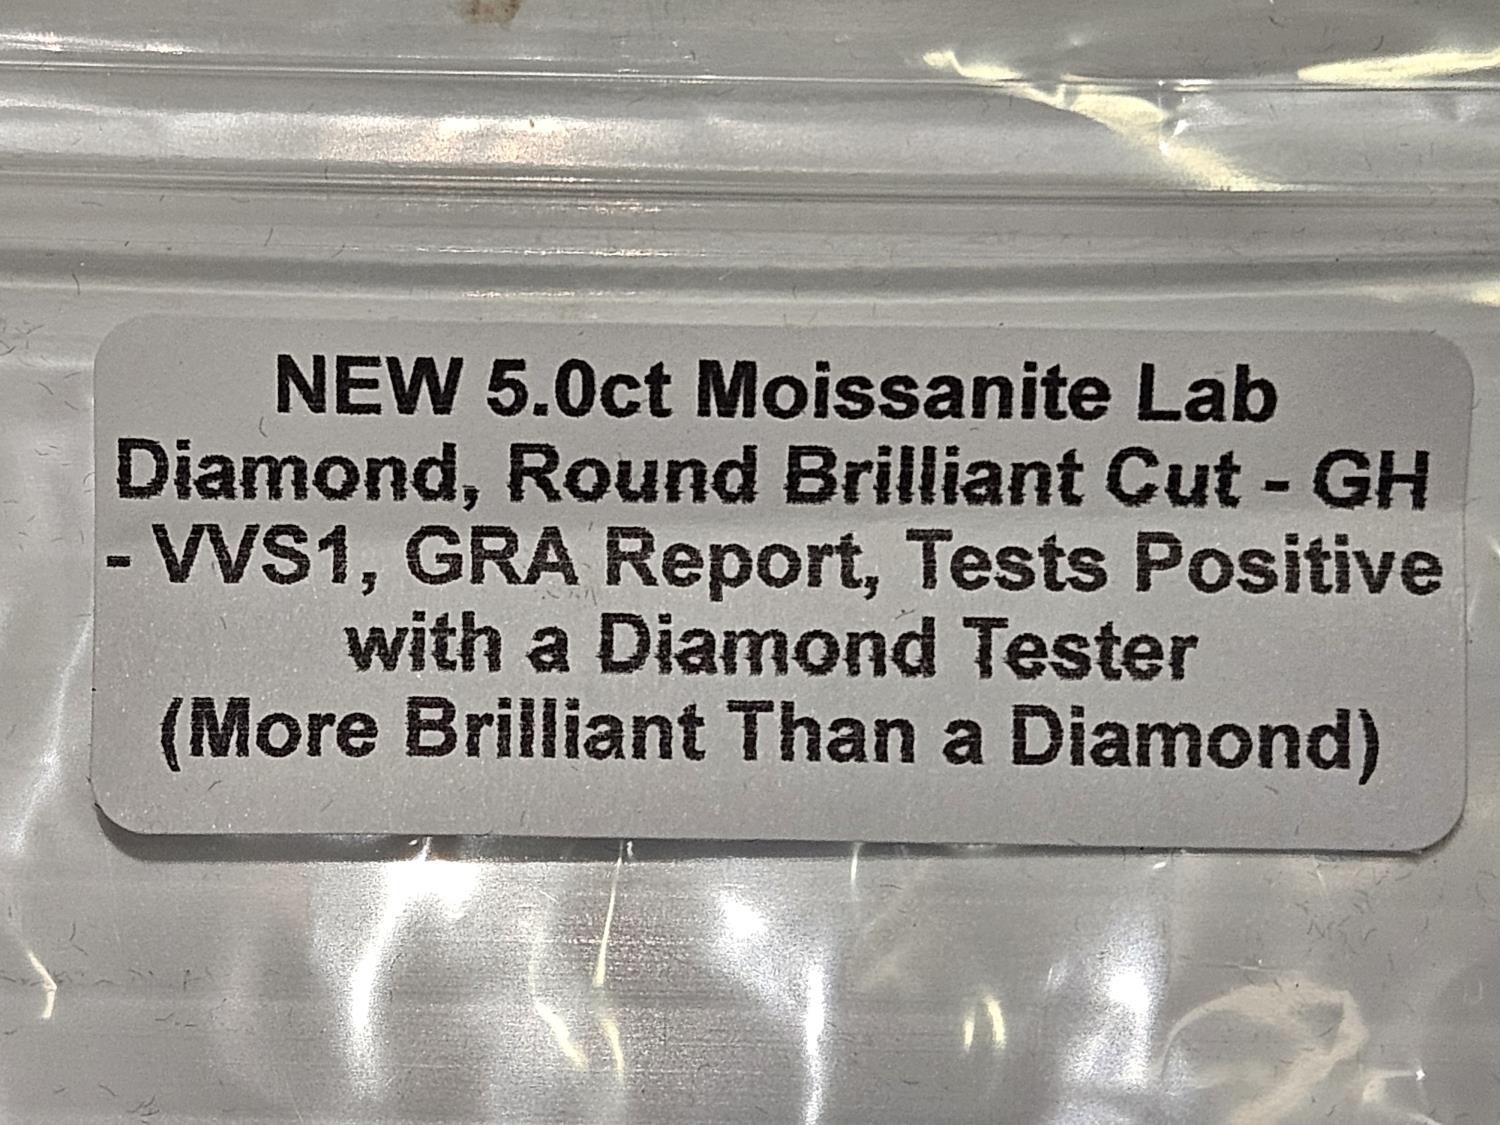 NEW 5.0ct Moissanite Lab
Diamond, Round Brilliant Cut - GH
- VVS1, GRA Report, Tests Positive
with a Diamond Tester
(More Brilliant Than a Diamond)